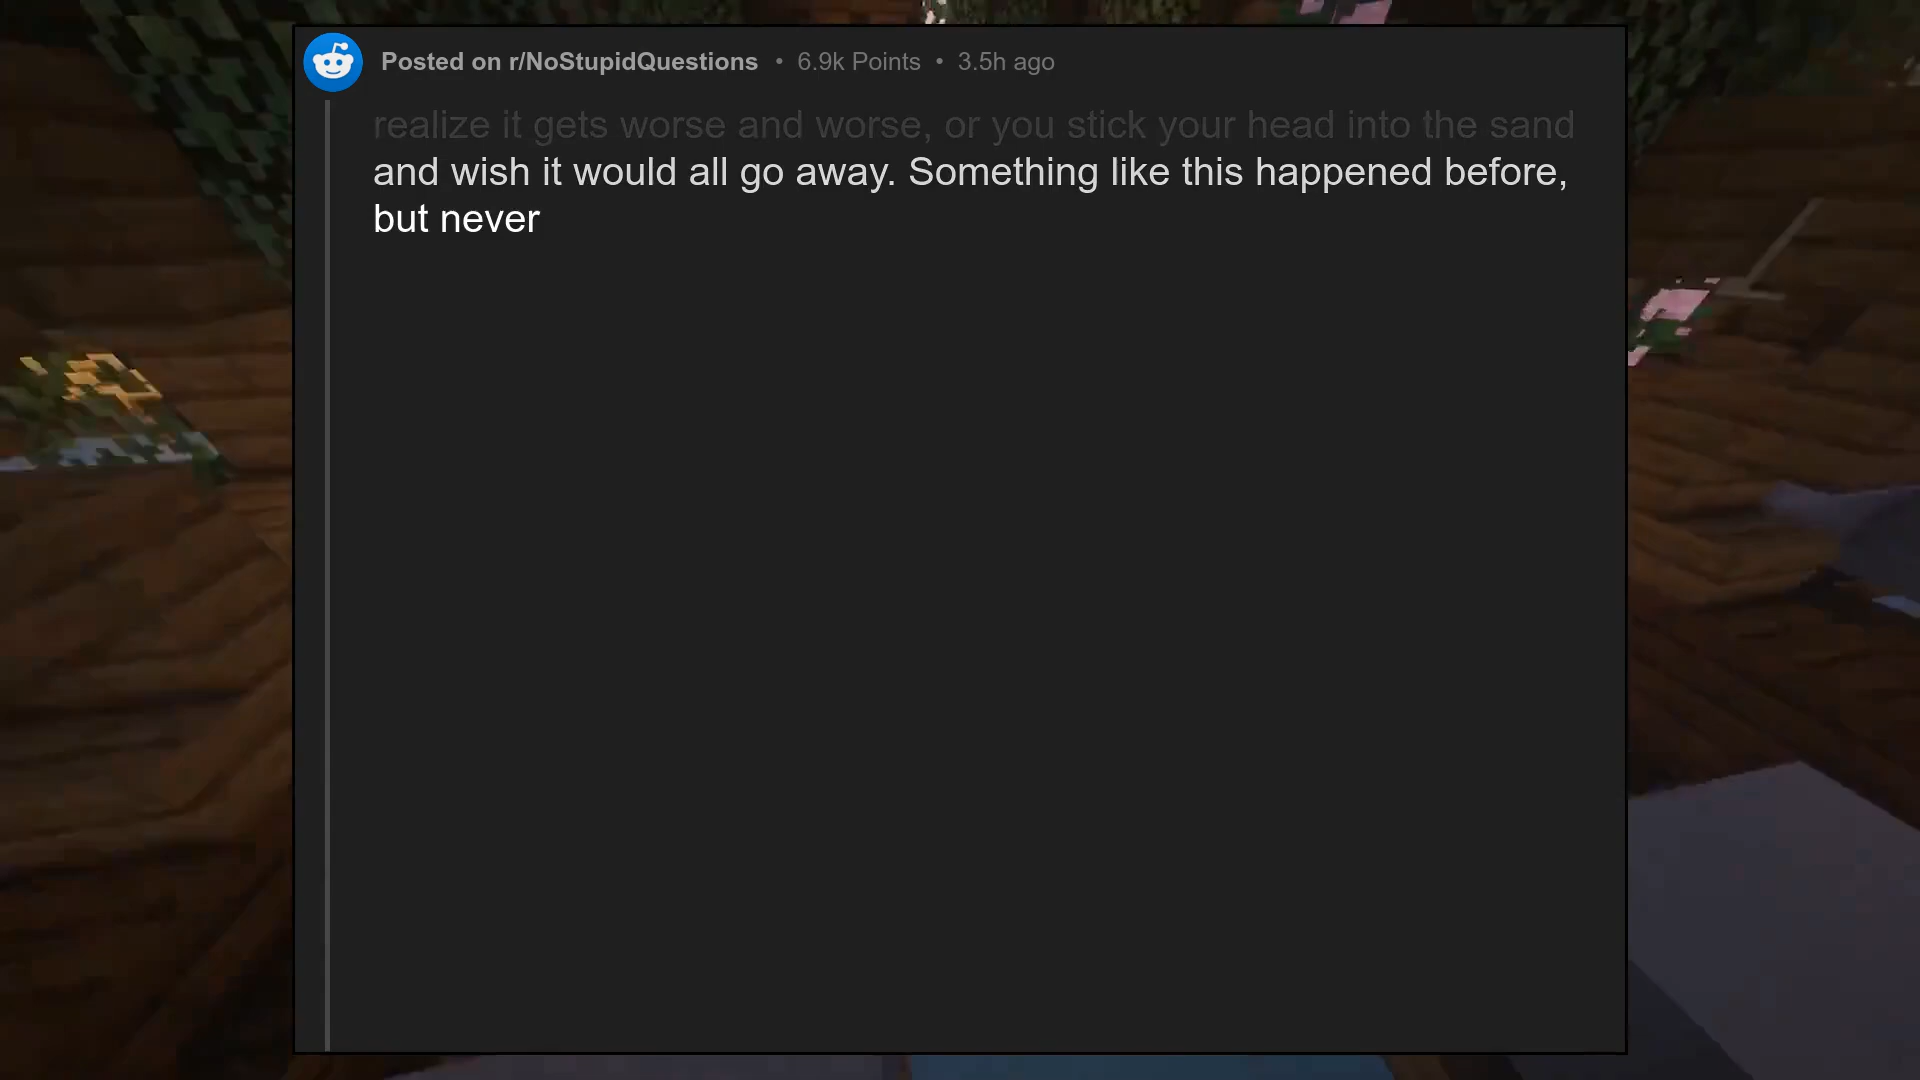 Posted on r/NoStupidQuestions • 6.9k Points • 3.5h ago
realize it gets worse and worse, or you stick your head into the sand
and wish it would all go away. Something like this happened before,
but never